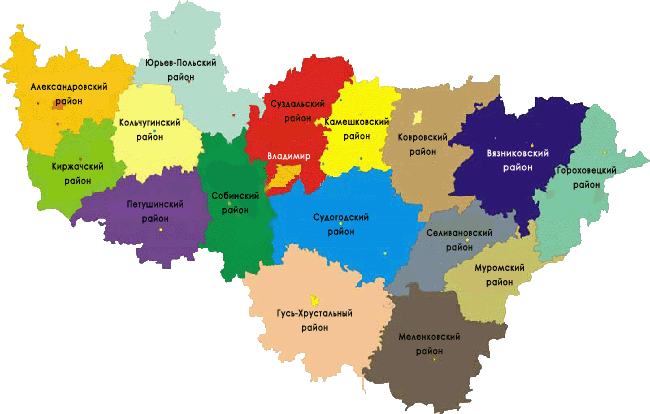 Юрьев-Польский
район
Александровский
район
Суздальский
район
Кольчугинский
район
Камешковский
район
Ковровский
район
Вязниковский
район
Владимир
Киржачский
район
Гороховецкий
район
Петушинский
район
Собинский
район
Судогодский
район
Селивановский
район
Муромский
район
Гусь-Хрустальный
район
Меленковский
район